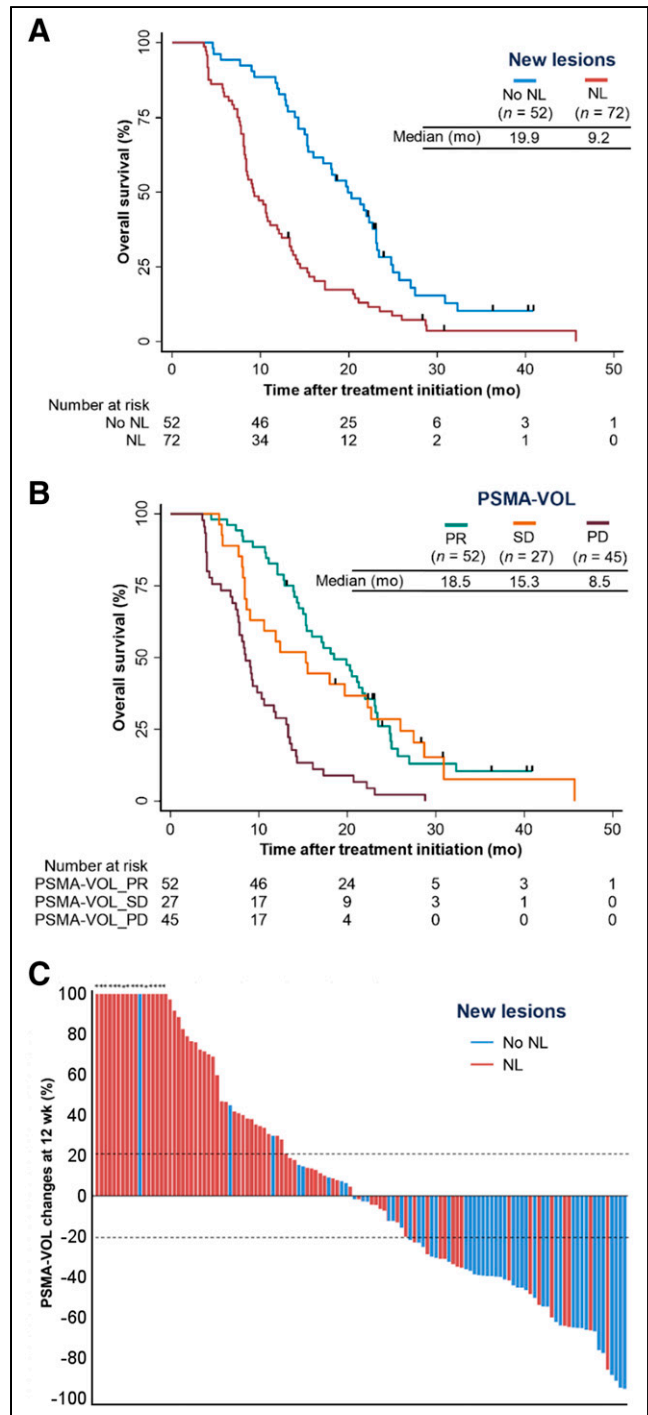 A
New lesions
No NL NL
(n = 52) (n = 72)
Median (mo) 19.9 9.2
Overall survival (%)
100
75
50
25
0
0 10 20 30 40 50
Time after treatment initiation (mo)
Number at risk
No NL 52 46 25 6 3 1
NL 72 34 12 2 1 0
B
PSMA-VOL
PR SD PD
(n = 52) (n = 27) (n = 45)
Median (mo) 18.5 15.3 8.5
Overall survival (%)
100
75
50
25
0
0 10 20 30 40 50
Time after treatment initiation (mo)
Number at risk
PSMA-VOL_PR 52 46 24 5 3 1
PSMA-VOL_SD 27 17 9 3 1 0
PSMA-VOL_PD 45 17 4 0 0 0
C
New lesions
No NL
NL
PSMA-VOL changes at 12 wk (%)
100
80
60
40
20
0
-20
-40
-60
-80
-100